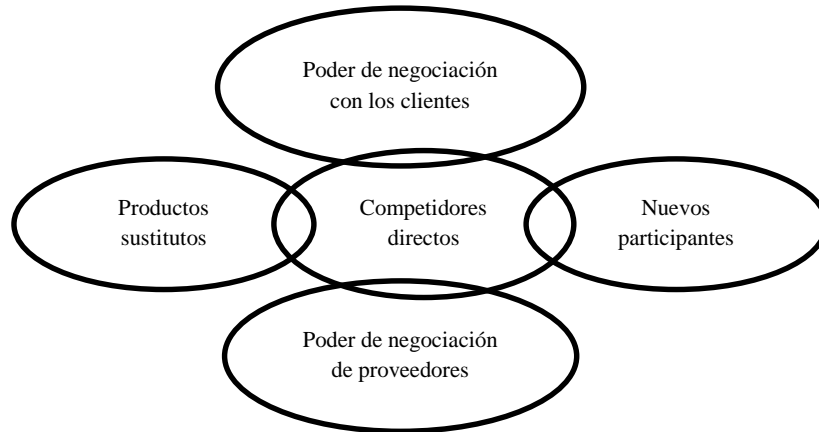 Poder de negociación
con los clientes
Productos
sustitutos
Competidores
directos
Nuevos
participantes
Poder de negociación
de proveedores